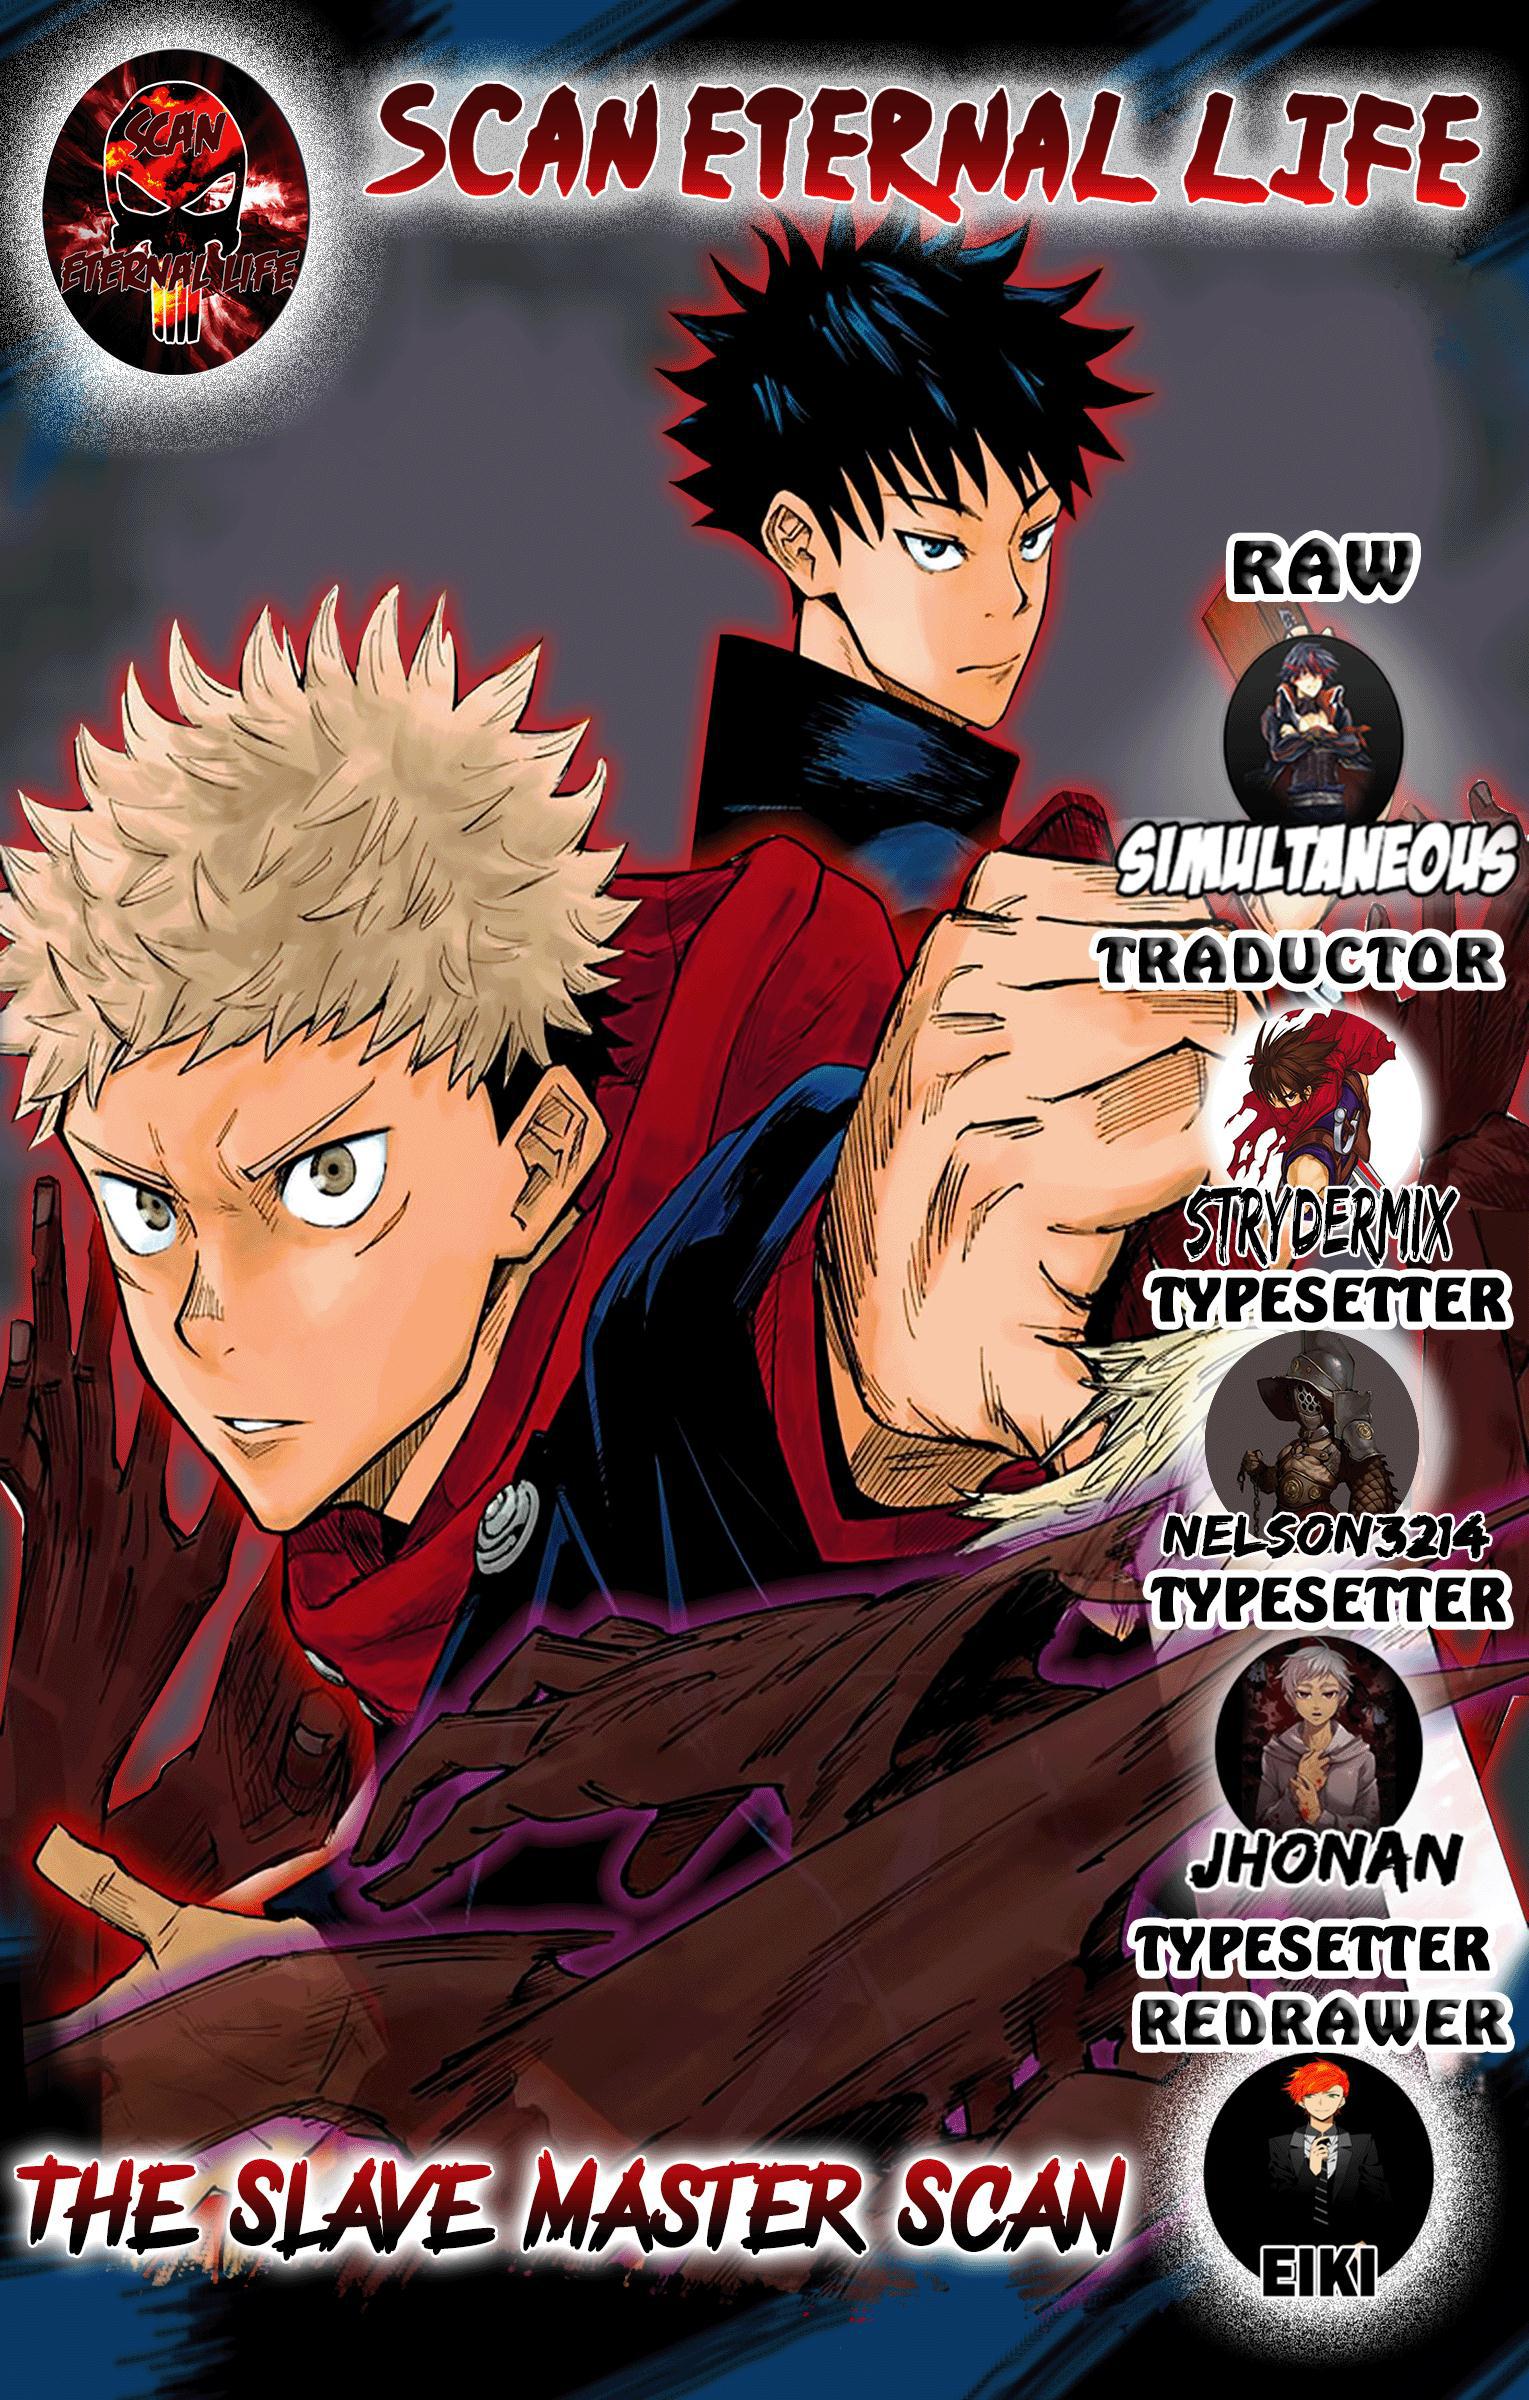 SCAN ETERNAL LIFE
SCAN
ETERNAL LIFE
RAW
SIMULTANEOUS
TRADUCTOR
STRYDERMIX
TYPESETTER
NELSON3214
TYPESETTER
JHONAN
TYPESETTER
REDRAWER
EIKI
THE SLAVE MASTER SCAN